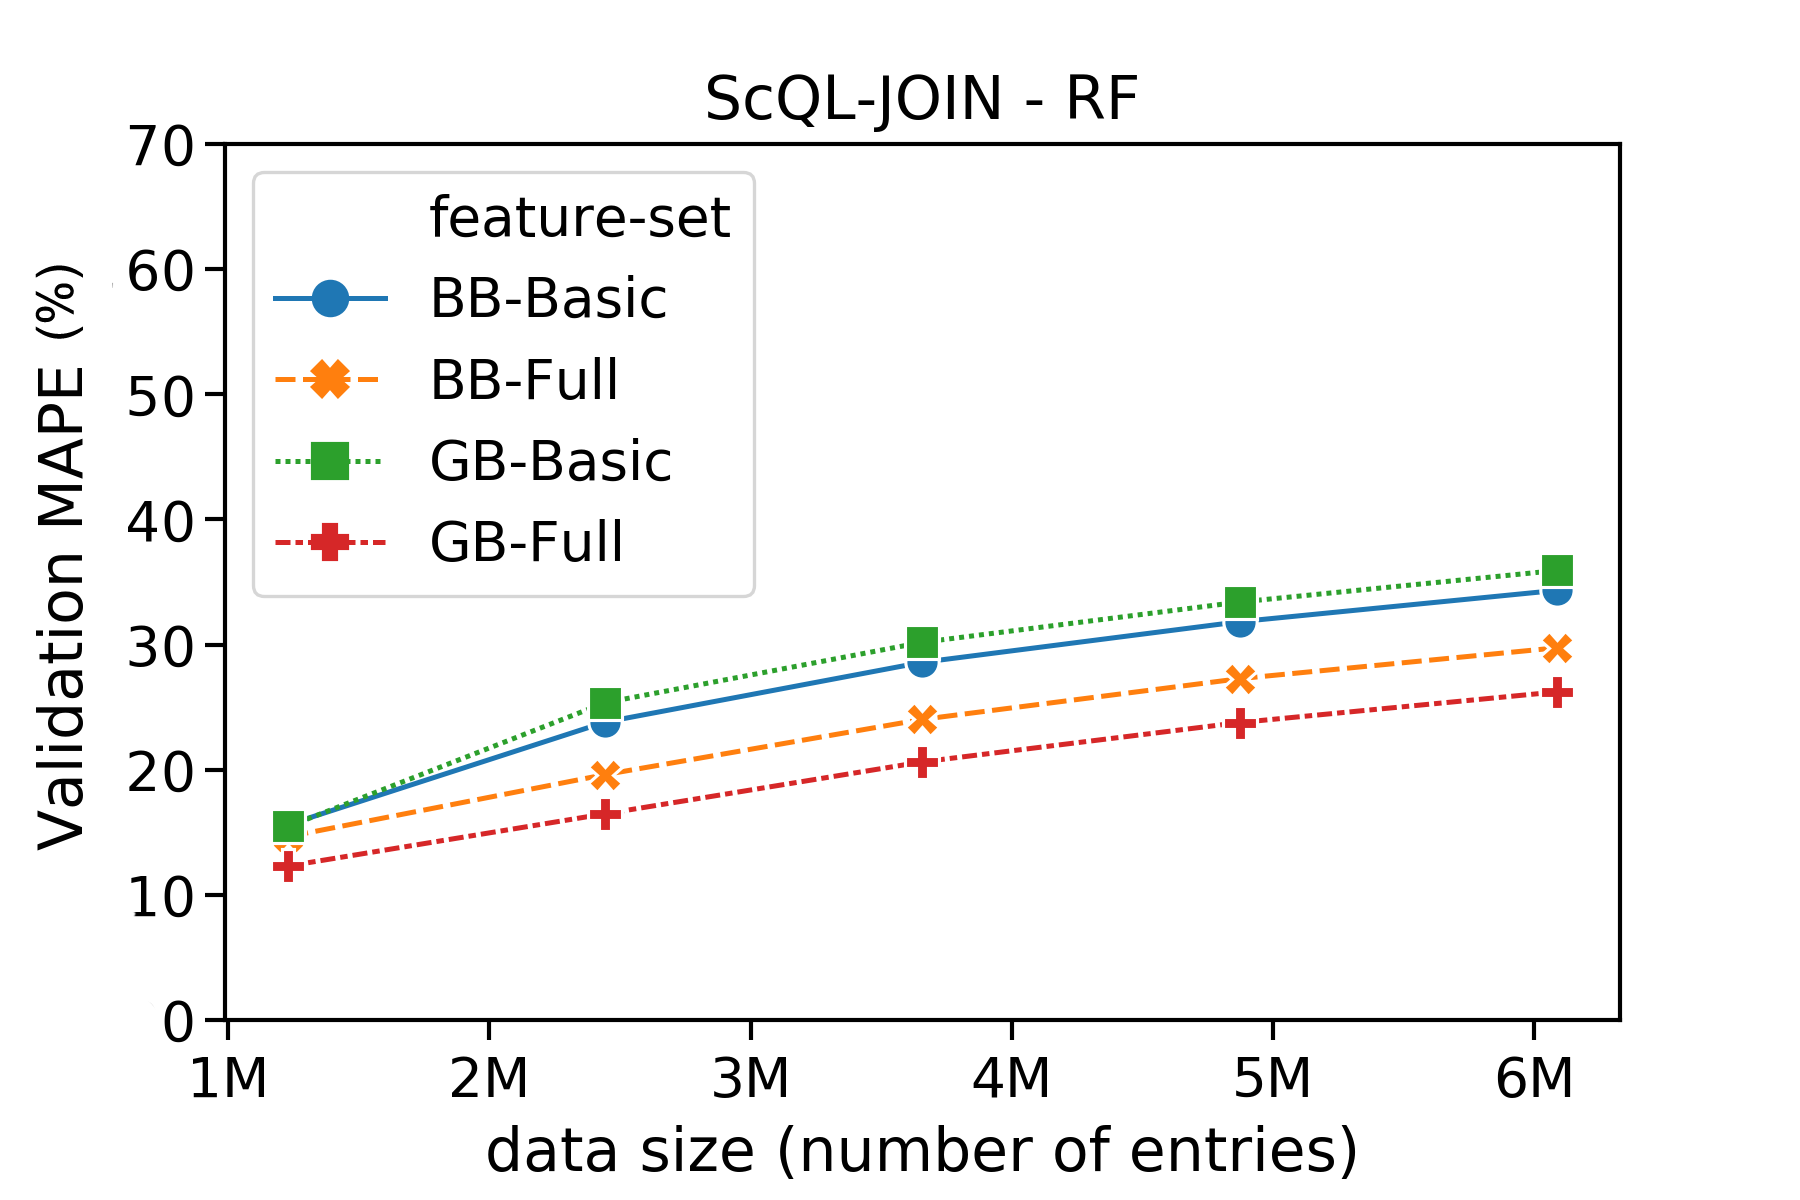 ScQL-JOIN - RF
Validation MAPE (%)
70
60
50
40
30
20
10
0
feature-set
BB-Basic
BB-Full
GB-Basic
GB-Full
1M 2M 3M 4M 5M 6M
data size (number of entries)